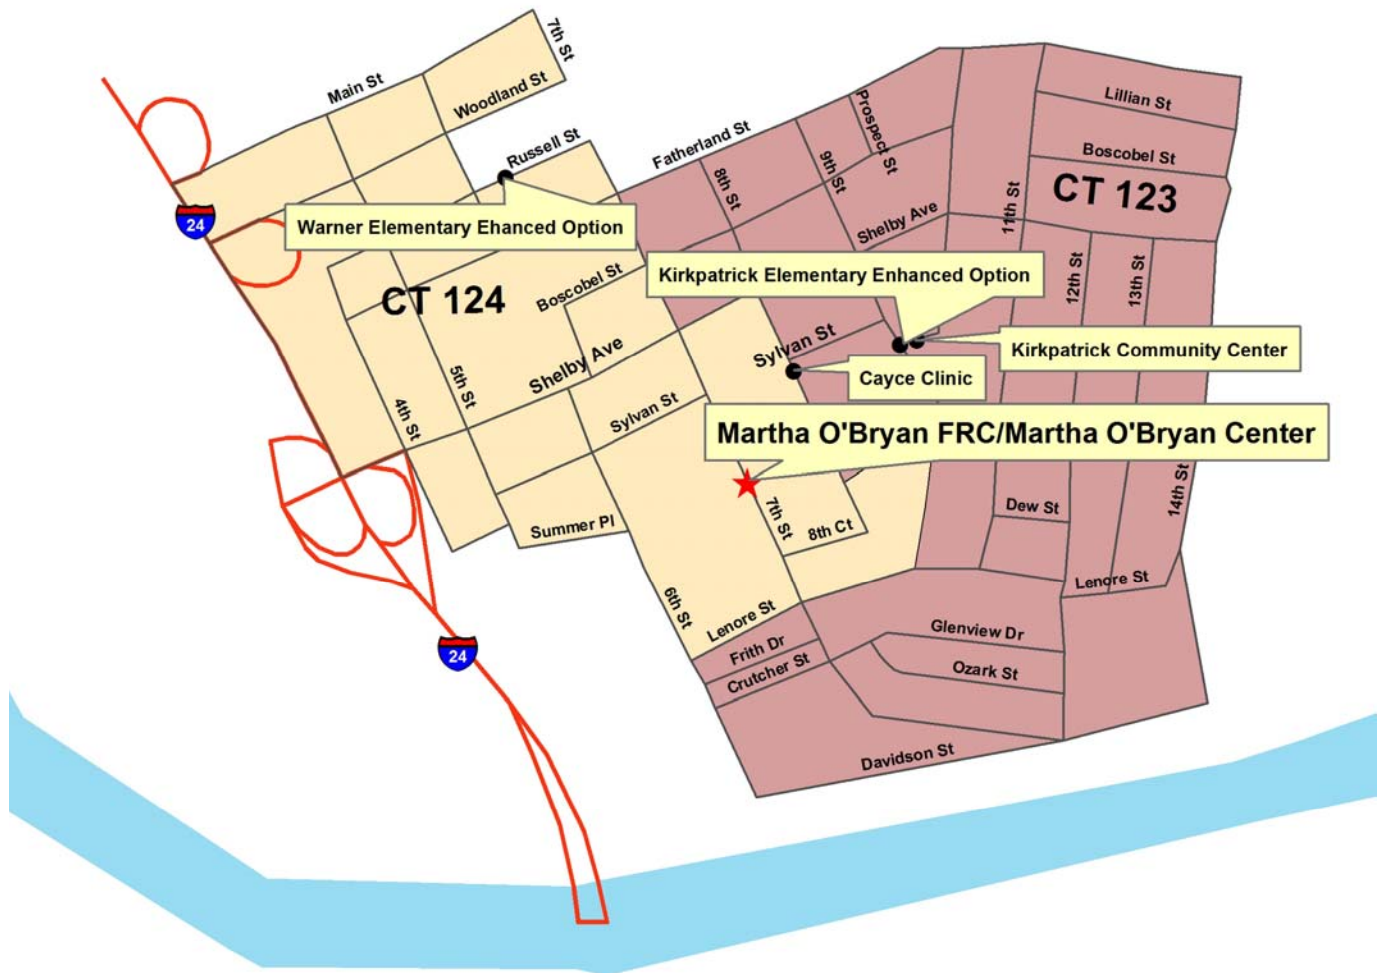 7th St
Main St
Woodland St
Lillian St
Prospect St
Russell St
Fatherland St
Boscobel St
9th St
8th St
CT 123
11th St
24
Warner Elementary Ehanced Option
Shelby Ave
Kirkpatrick Elementary Enhanced Option
12th St
13th St
Boscobel St
CT 124
Sylvan St
Kirkpatrick Community Center
Shelby Ave
5th St
Cayce Clinic
4th St
Sylvan St
Martha O'Bryan FRC/Martha O'Bryan Center
14th St
Dew St
7th St
8th Ct
Summer Pl
Lenore St
6th St
Lenore St
Glenview Dr
Frith Dr
24
Crutcher St
Ozark St
Davidson St